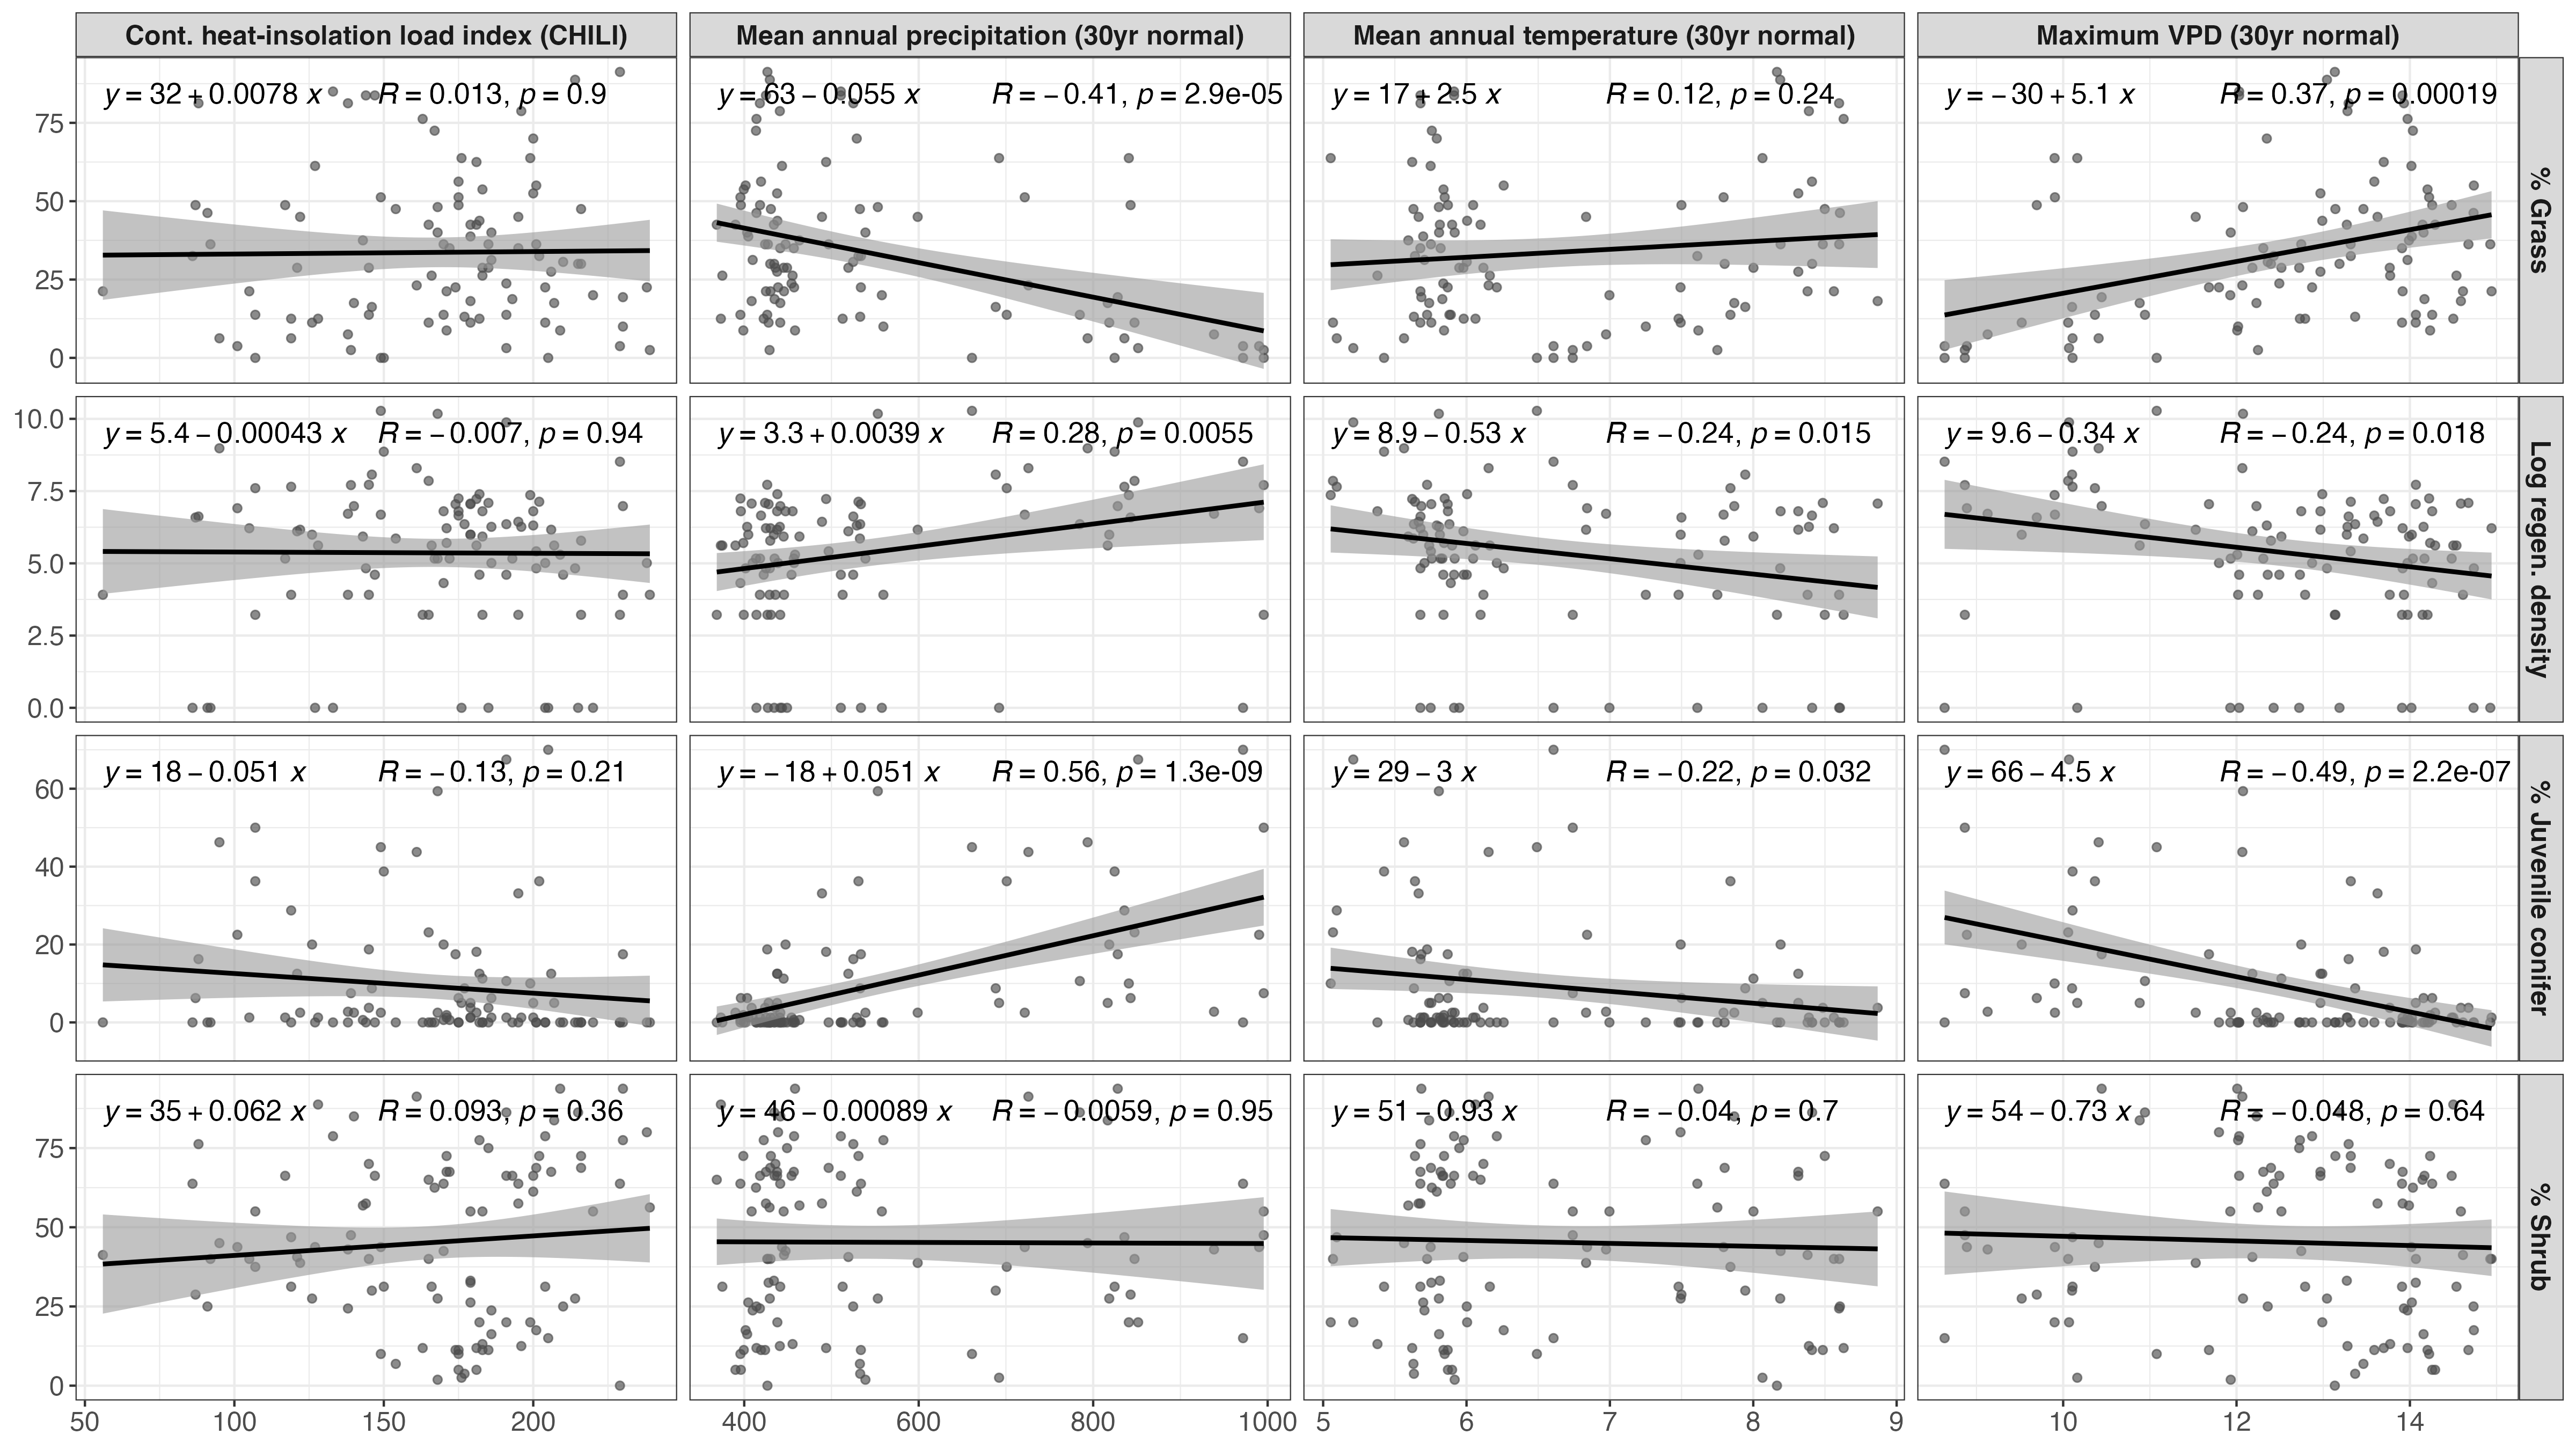 Cont. heat-insolation load index (CHILI)
Mean annual precipitation (30yr normal)
Mean annual temperature (30yr normal)
Maximum VPD (30yr normal)
y = 32 + 0.0078 x R = 0.013, p = 0.9
y = 63 − 0.055 x R = −0.41, p = 2.9e-05
y = 17 + 2.5 x R = 0.12, p = 0.24
y = −30 + 5.1 x R = 0.37, p = 0.00019
75
50
25
0
% Grass
y = 5.4 − 0.00043 x R = −0.007, p = 0.94
y = 3.3 + 0.0039 x R = 0.28, p = 0.0055
y = 8.9 − 0.53 x R = −0.24, p = 0.015
y = 9.6 − 0.34 x R = −0.24, p = 0.018
10.0
7.5
5.0
2.5
0.0
Log regen. density
y = 18 − 0.051 x R = −0.13, p = 0.21
y = −18 + 0.051 x R = 0.56, p = 1.3e-09
y = 29 − 3 x R = −0.22, p = 0.032
y = 66 − 4.5 x R = −0.49, p = 2.2e-07
60
40
20
0
% Juvenile conifer
y = 35 + 0.062 x R = 0.093, p = 0.36
y = 46 − 0.00089 x R = −0.0059, p = 0.95
y = 51 − 0.93 x R = −0.04, p = 0.7
y = 54 − 0.73 x R = −0.048, p = 0.64
75
50
25
0
% Shrub
50 100 150 200
400 600 800 1000
5 6 7 8 9
10 12 14